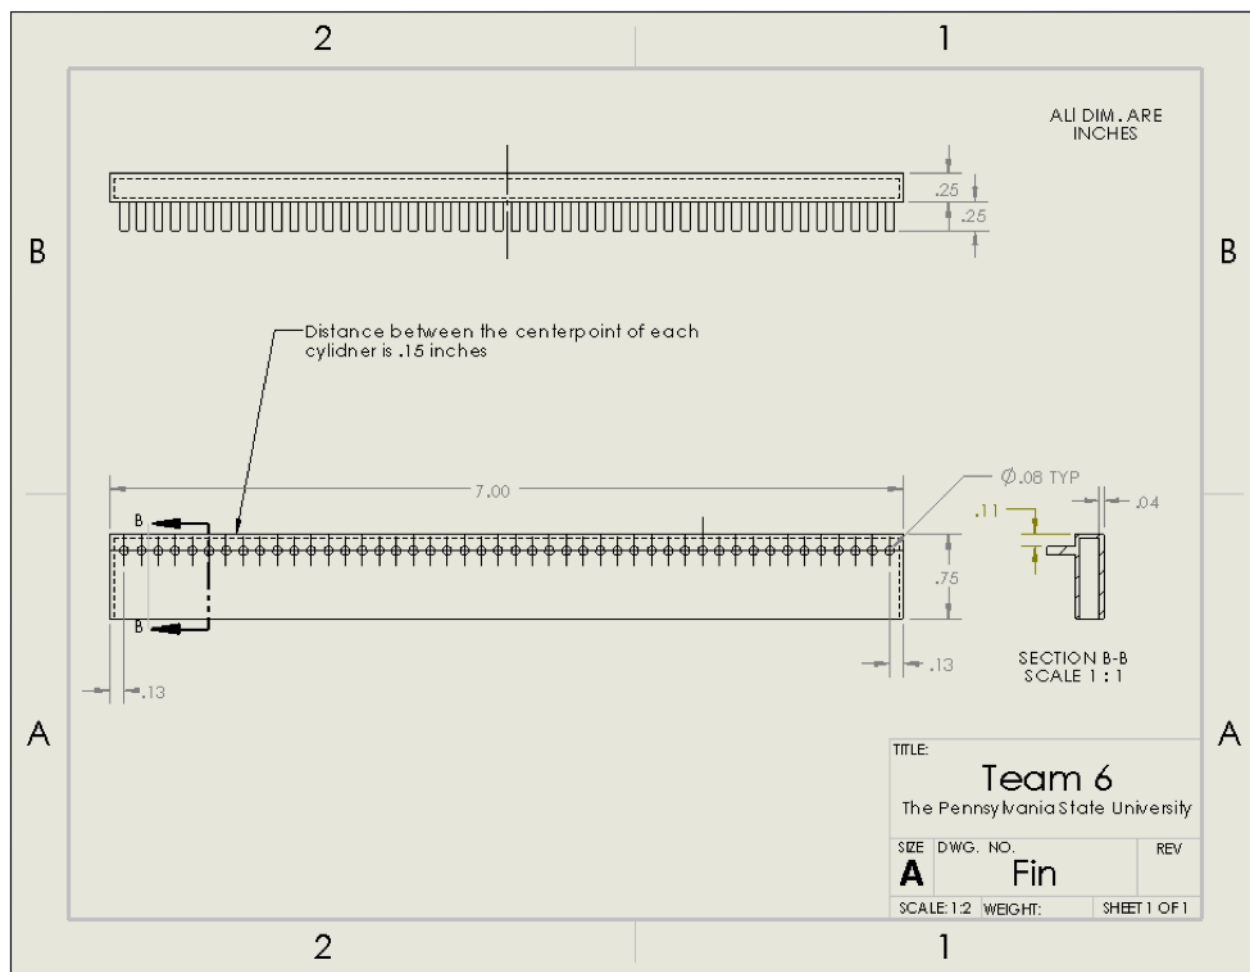 2 1
ALl DIM. ARE
INCHES
.25
.25
B B
Distance between the centerpoint of each
cylidner is .15 inches
7.00
Ø.08 TYP
.11
.04
B
.75
B
SECTION B-B
SCALE 1 : 1
.13
.13
A A
TITLE:
Team 6
The Pennsylvania State University
SIZE DWG. NO. REV
A Fin
SCALE: 1:2 WEIGHT: SHEET 1 OF 1
2 1